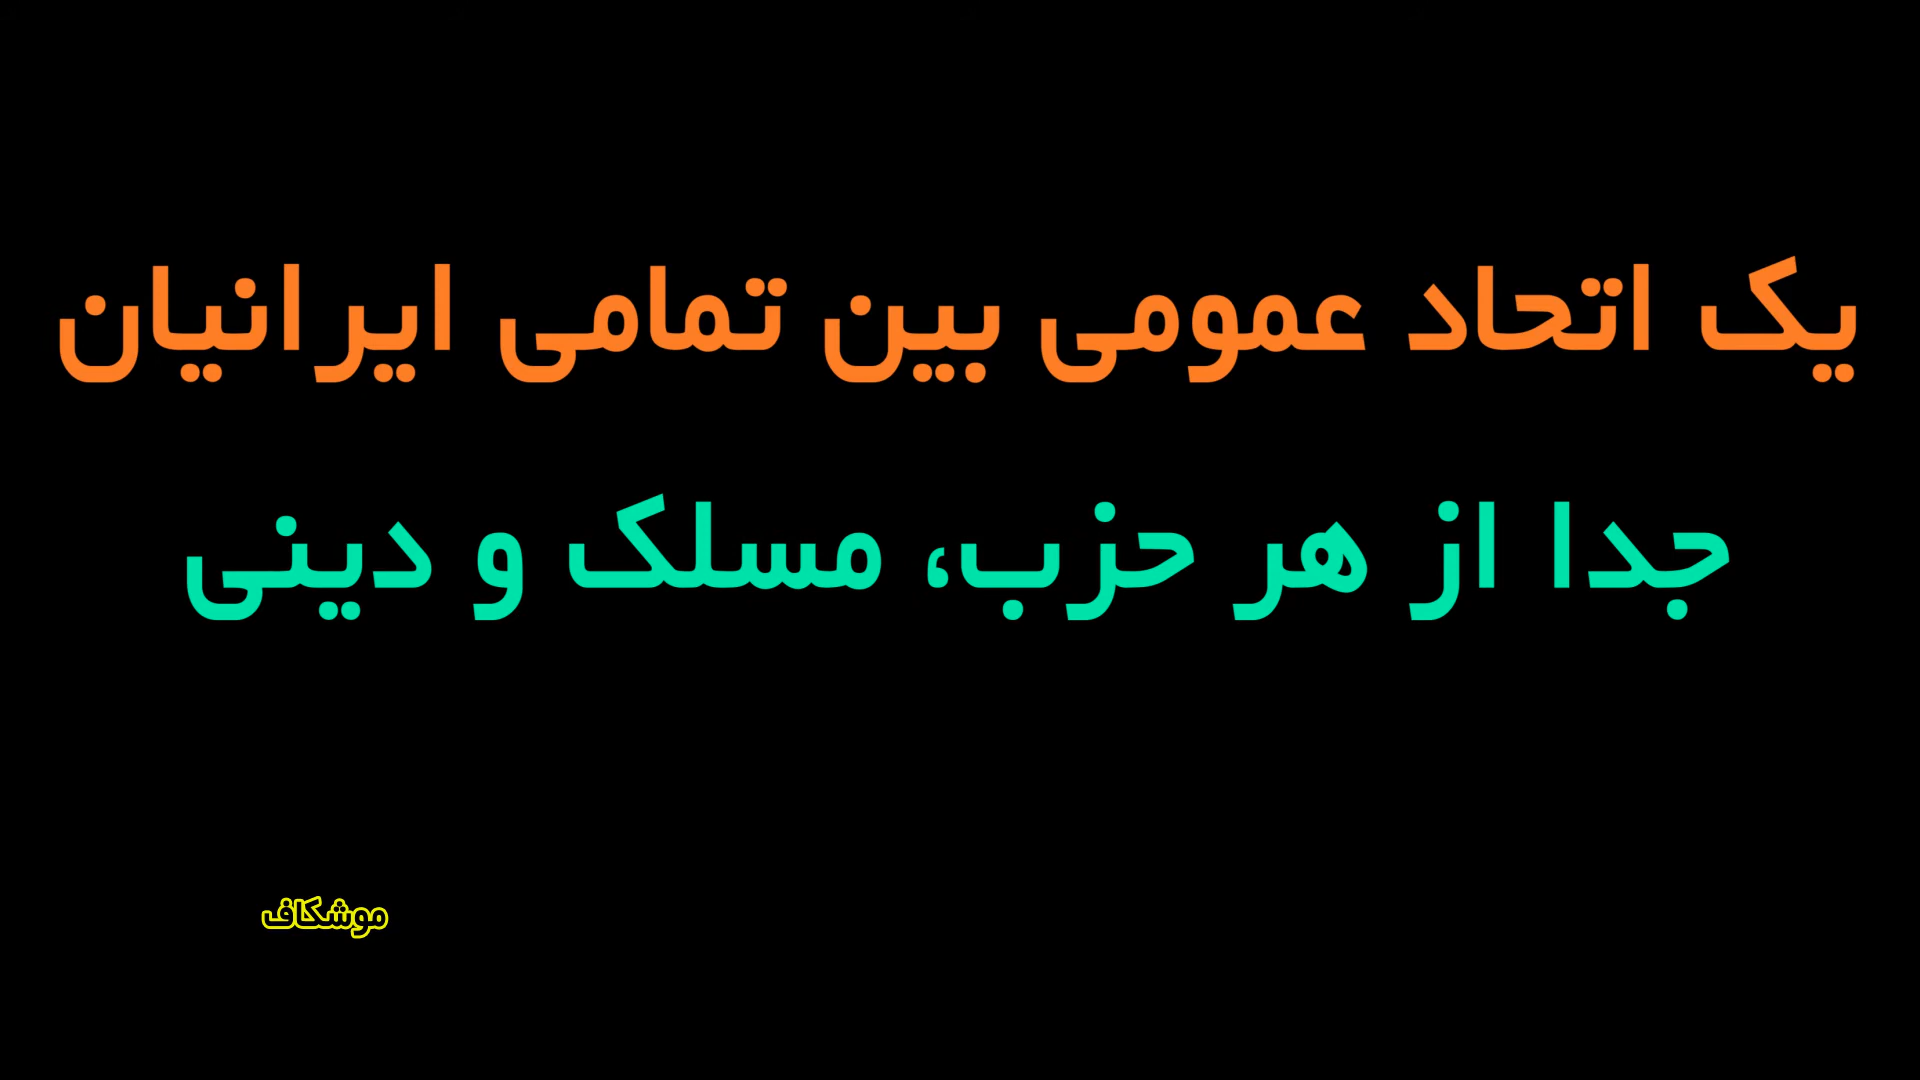 یک اتحاد عمومی بین تمامی ایرانیان
جدا از هر حزب، مسلک و دینی
موشکاف